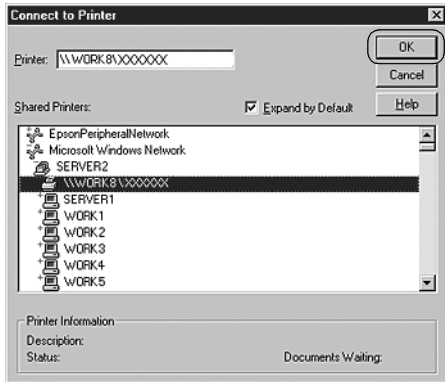 Connect to Printer
Printer: \\WORK8\XXXXXX
OK
Cancel
Help
Shared Printers:
Expand by Default
EpsonPeripheralNetwork
Microsoft Windows Network
SERVER2
\\WORK8\XXXXXX
SERVER1
WORK1
WORK2
WORK3
WORK4
WORK5
Printer Information
Description:
Status:
Documents Waiting: